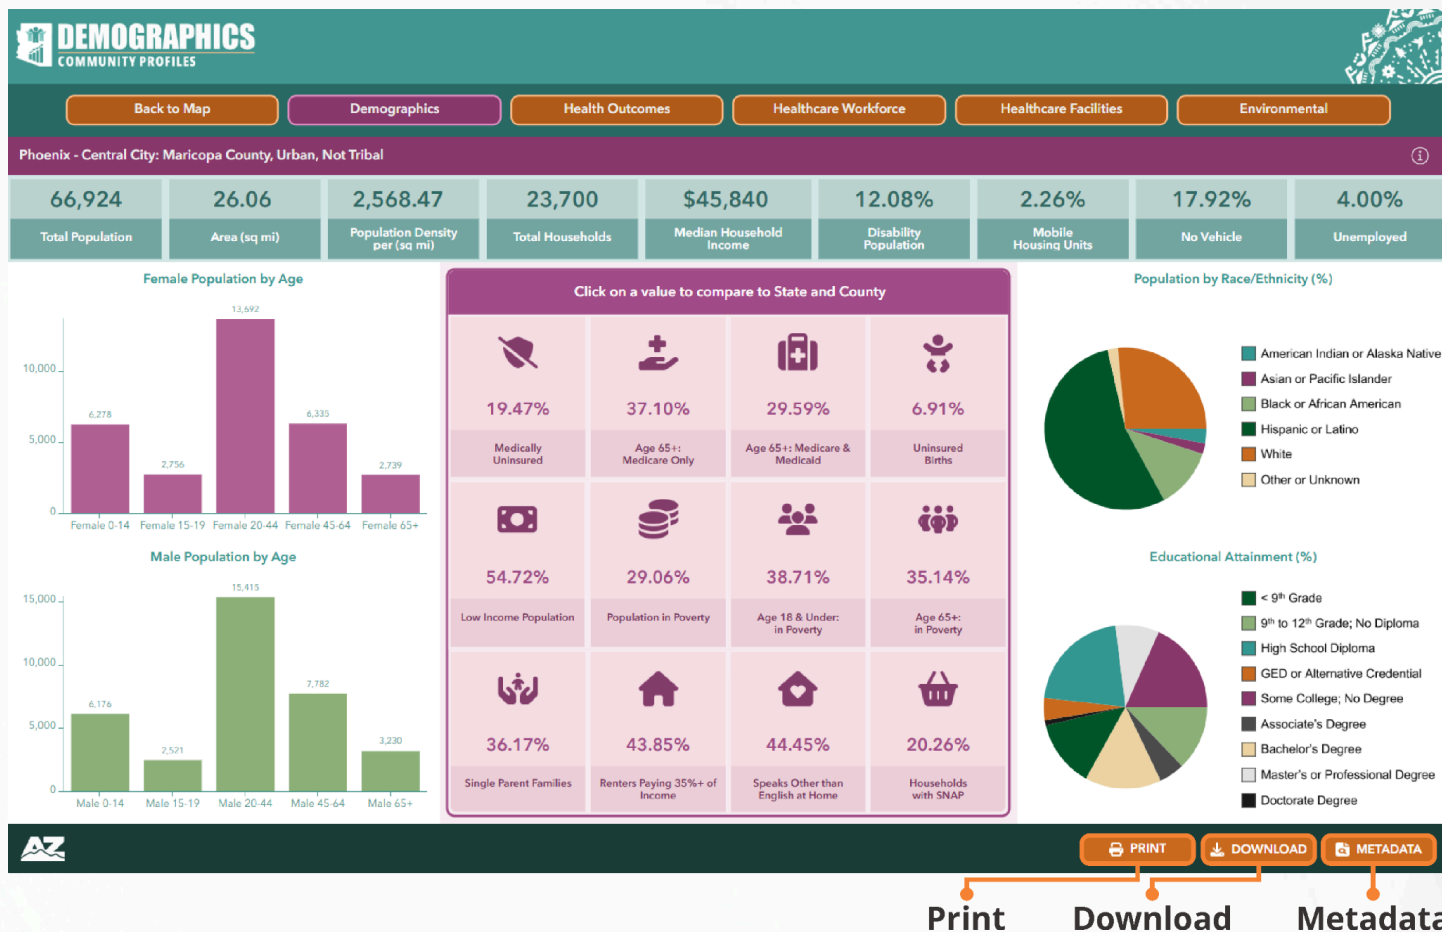 DEMOGRAPHICS
COMMUNITY PROFILES
Back to Map
Demographics
Health Outcomes
Healthcare Workforce
Healthcare Facilities
Environmental
Phoenix - Central City: Maricopa County, Urban, Not Tribal
66,924
26.06
2,568.47
23,700
$45,840
12.08%
2.26%
17.92%
4.00%
Total Population
Area (sq mi)
Population Density
per (sq mi)
Total Households
Median Household
Income
Disability
Population
Mobile
Housing Units
No Vehicle
Unemployed
Female Population by Age
13,692
10,000
6,278
6,335
5,000
2,756
2,739
0
Female 0-14
Female 15-19
Female 20-44
Female 45-64
Female 65+
Male Population by Age
15,415
15,000
10,000
7,782
6,176
5,000
3,230
2,521
0
Male 0-14
Male 15-19
Male 20-44
Male 45-64
Male 65+
Click on a value to compare to State and County
19.47%
37.10%
29.59%
6.91%
Medically
Uninsured
Age 65+:
Medicare Only
Age 65+: Medicare &
Medicaid
Uninsured
Births
54.72%
29.06%
38.71%
35.14%
Low Income Population
Population in Poverty
Age 18 & Under:
in Poverty
Age 65+:
in Poverty
36.17%
43.85%
44.45%
20.26%
Single Parent Families
Renters Paying 35%+ of
Income
Speaks Other than
English at Home
Households
with SNAP
Population by Race/Ethnicity (%)
American Indian or Alaska Native
Asian or Pacific Islander
Black or African American
Hispanic or Latino
White
Other or Unknown
Educational Attainment (%)
< 9th Grade
9th to 12th Grade; No Diploma
High School Diploma
GED or Alternative Credential
Some College; No Degree
Associate's Degree
Bachelor's Degree
Master's or Professional Degree
Doctorate Degree
AZ
PRINT
DOWNLOAD
METADATA
Print
Download
Metadata